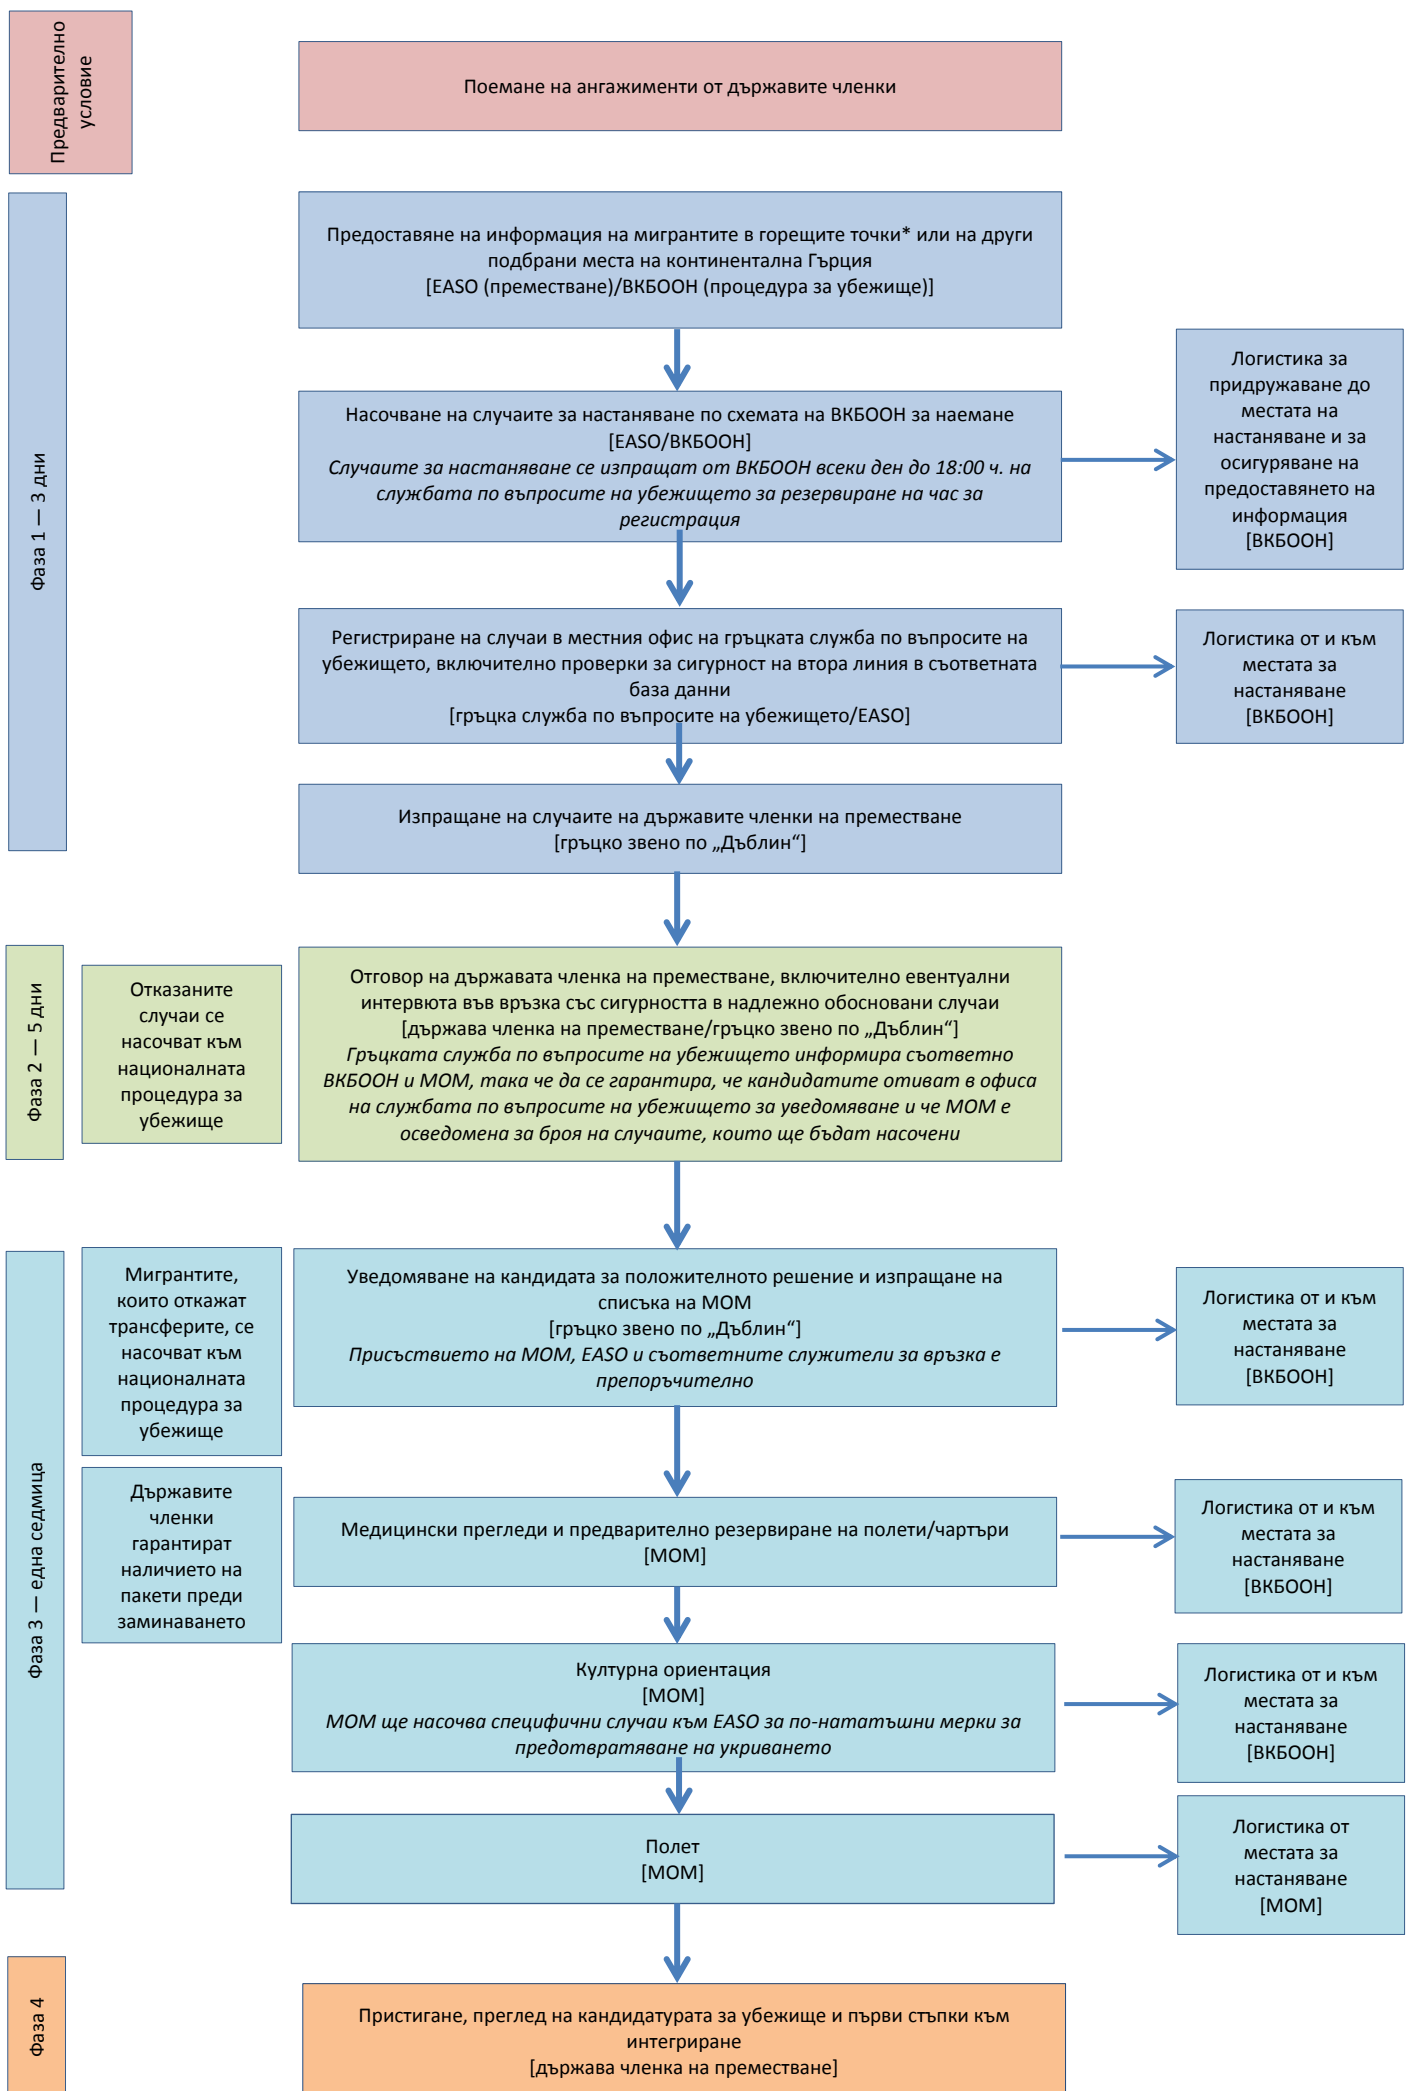 Предварително
условие
Поемане на ангажименти от държавите членки
Фаза 1 — 3 дни
Предоставяне на информация на мигрантите в горещите точки* или на други
подбрани места на континентална Гърция
[EASO (преместване)/ВКБООН (процедура за убежище)]
Насочване на случаите за настаняване по схемата на ВКБООН за наемане
[EASO/ВКБООН]
Случаите за настаняване се изпращат от ВКБООН всеки ден до 18:00 ч. на
службата по въпросите на убежището за резервиране на час за
регистрация
Логистика за
придружаване до
местата на
настаняване и за
осигуряване на
предоставянето на
информация
[ВКБООН]
Регистриране на случаи в местния офис на гръцката служба по въпросите на
убежището, включително проверки за сигурност на втора линия в съответната
база данни
[гръцка служба по въпросите на убежището/EASO]
Логистика от и към
местата за
настаняване
[ВКБООН]
Изпращане на случаите на държавите членки на преместване
[гръцко звено по „Дъблин“]
Фаза 2 — 5 дни
Отказаните
случаи се
насочват към
националната
процедура за
убежище
Отговор на държавата членка на преместване, включително евентуални
интервюта във връзка със сигурността в надлежно обосновани случаи
[държава членка на преместване/гръцко звено по „Дъблин“]
Гръцката служба по въпросите на убежището информира съответно
ВКБООН и МОМ, така че да се гарантира, че кандидатите отиват в офиса
на службата по въпросите на убежището за уведомяване и че МОМ е
осведомена за броя на случаите, които ще бъдат насочени
Фаза 3 — една седмица
Мигрантите,
които откажат
трансферите, се
насочват към
националната
процедура за
убежище
Уведомяване на кандидата за положителното решение и изпращане на
списъка на МОМ
[гръцко звено по „Дъблин“]
Присъствието на МОМ, EASO и съответните служители за връзка е
препоръчително
Логистика от и към
местата за
настаняване
[ВКБООН]
Държавите
членки
гарантират
наличието на
пакети преди
заминаването
Медицински прегледи и предварително резервиране на полети/чартъри
[МОМ]
Логистика от и към
местата за
настаняване
[ВКБООН]
Културна ориентация
[МОМ]
МОМ ще насочва специфични случаи към EASO за по-нататъшни мерки за
предотвратяване на укриването
Логистика от и към
местата за
настаняване
[ВКБООН]
Полет
[МОМ]
Логистика от
местата за
настаняване
[МОМ]
Фаза 4
Пристигане, преглед на кандидатурата за убежище и първи стъпки към
интегриране
[държава членка на преместване]